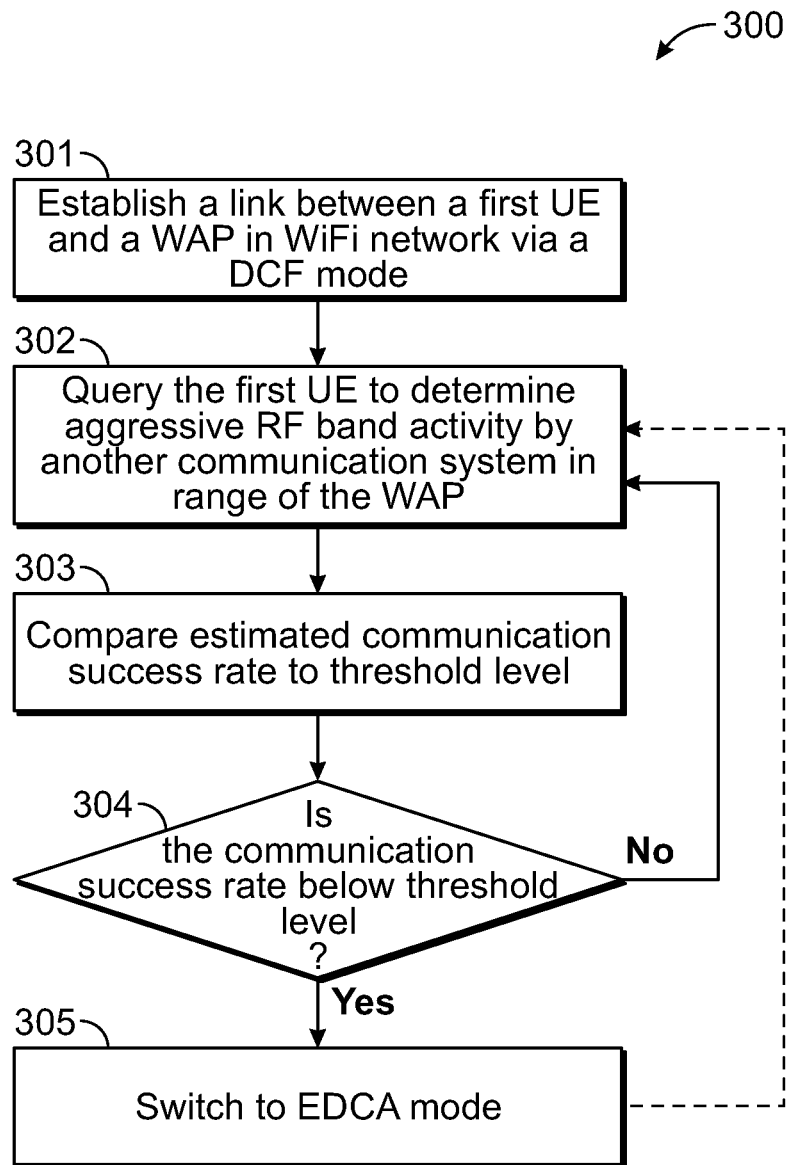 300
301
Establish a link between a first UE
and a WAP in WiFi network via a
DCF mode
302
Query the first UE to determine
aggressive RF band activity by
another communication system in
range of the WAP
303
Compare estimated communication
success rate to threshold level
304
Is
the communication
success rate below threshold
level
?
No
Yes
305
Switch to EDCA mode